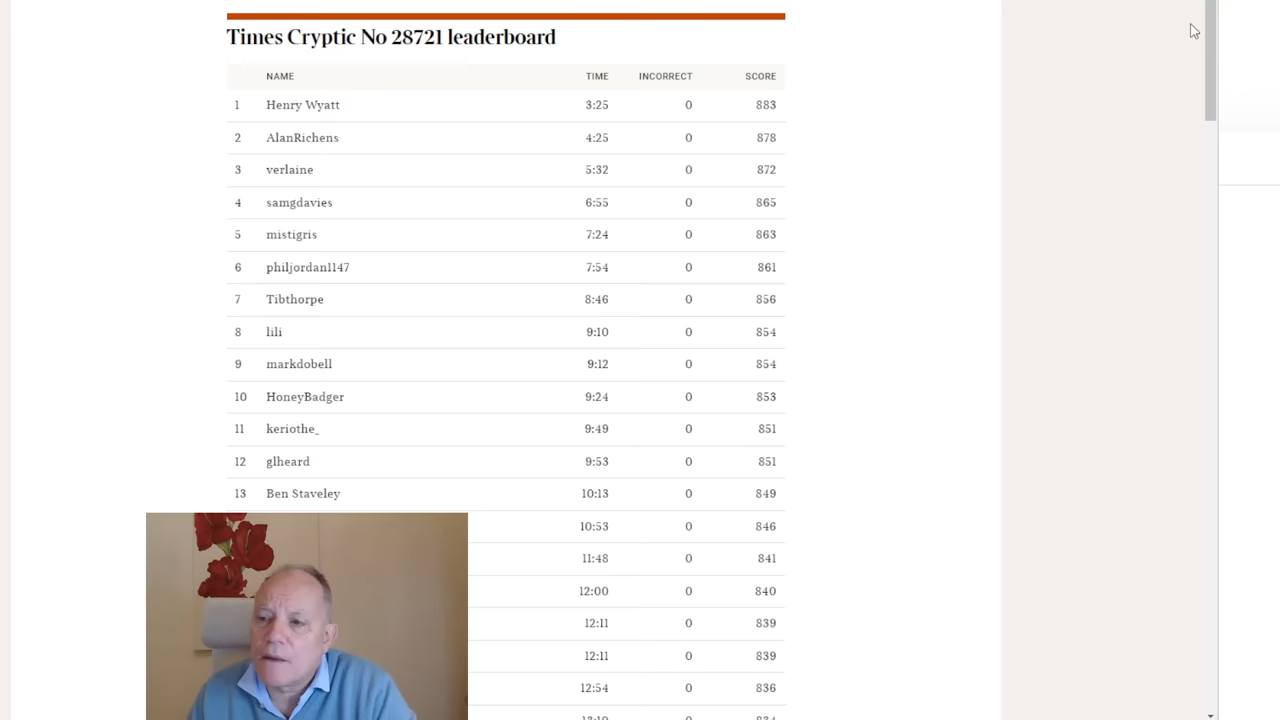 Times Cryptic No 28721 leaderboard
NAME TIME INCORRECT SCORE
1 Henry Wyatt 3:25 0 883
2 AlanRichens 4:25 0 878
3 verlaine 5:32 0 872
4 samgdavies 6:55 0 865
5 mistigris 7:24 0 863
6 philjordan1147 7:54 0 861
7 Tibthorpe 8:46 0 856
8 lili 9:10 0 854
9 markdobell 9:12 0 854
10 HoneyBadger 9:24 0 853
11 keriothe_ 9:49 0 851
12 glheard 9:53 0 851
13 Ben Staveley 10:13 0 849
10:53 0 846
11:48 0 841
12:00 0 840
12:11 0 839
12:11 0 839
12:54 0 836